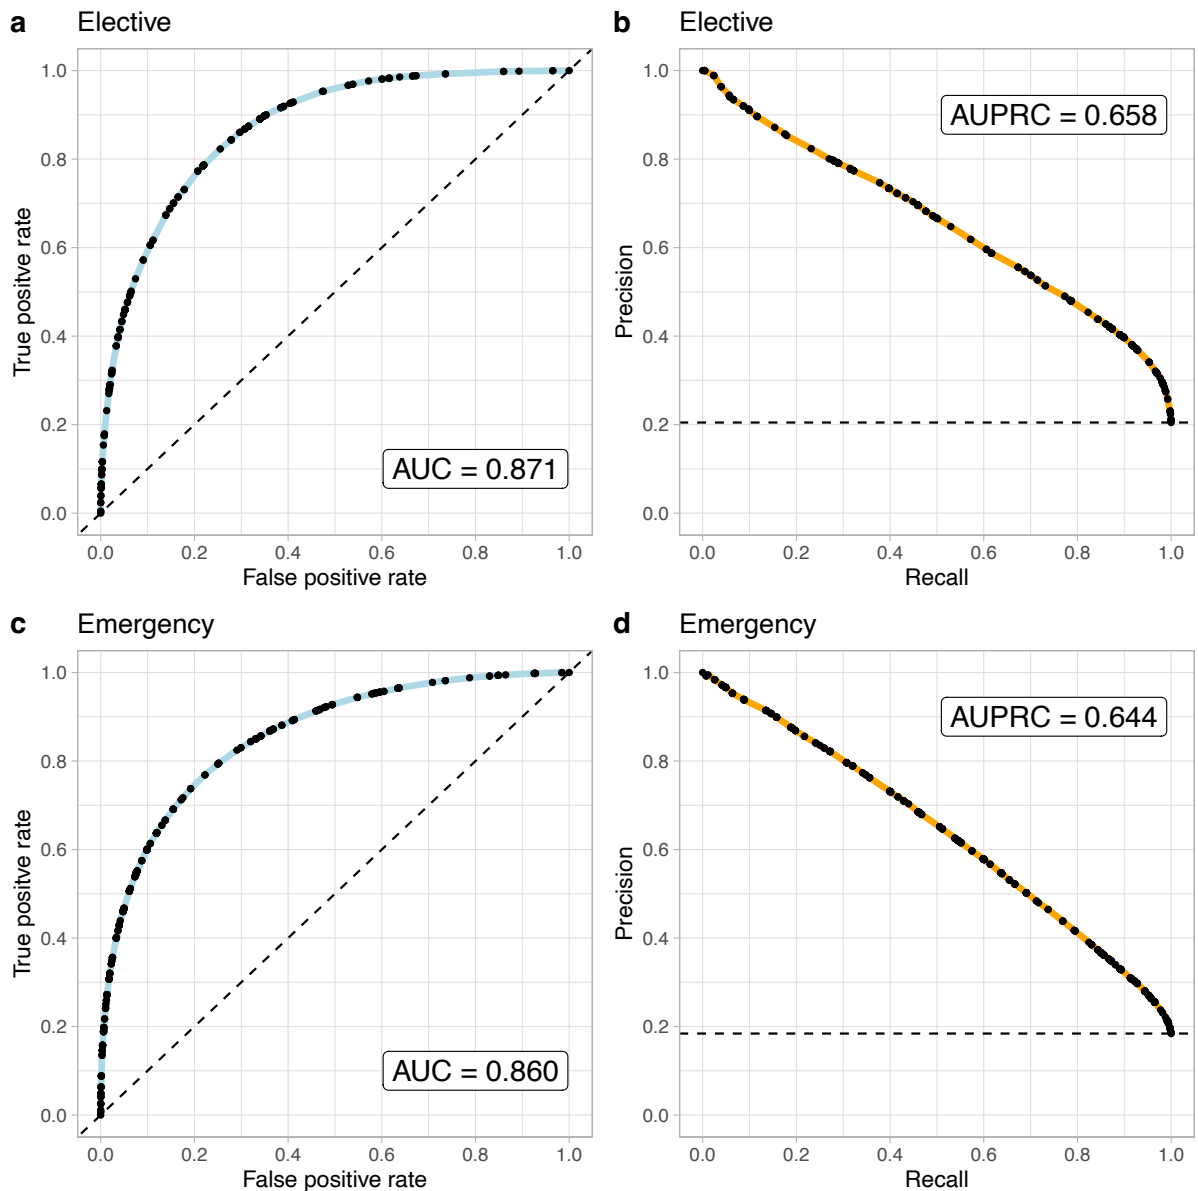 a Elective
1.0
0.8
0.6
0.4
0.2
0.0
True positve rate
AUC = 0.871
0.0 0.2 0.4 0.6 0.8 1.0
False positive rate
b Elective
1.0
0.8
0.6
0.4
0.2
0.0
Precision
AUPRC = 0.658
0.0 0.2 0.4 0.6 0.8 1.0
Recall
c Emergency
1.0
0.8
0.6
0.4
0.2
0.0
True positve rate
AUC = 0.860
0.0 0.2 0.4 0.6 0.8 1.0
False positive rate
d Emergency
1.0
0.8
0.6
0.4
0.2
0.0
Precision
AUPRC = 0.644
0.0 0.2 0.4 0.6 0.8 1.0
Recall